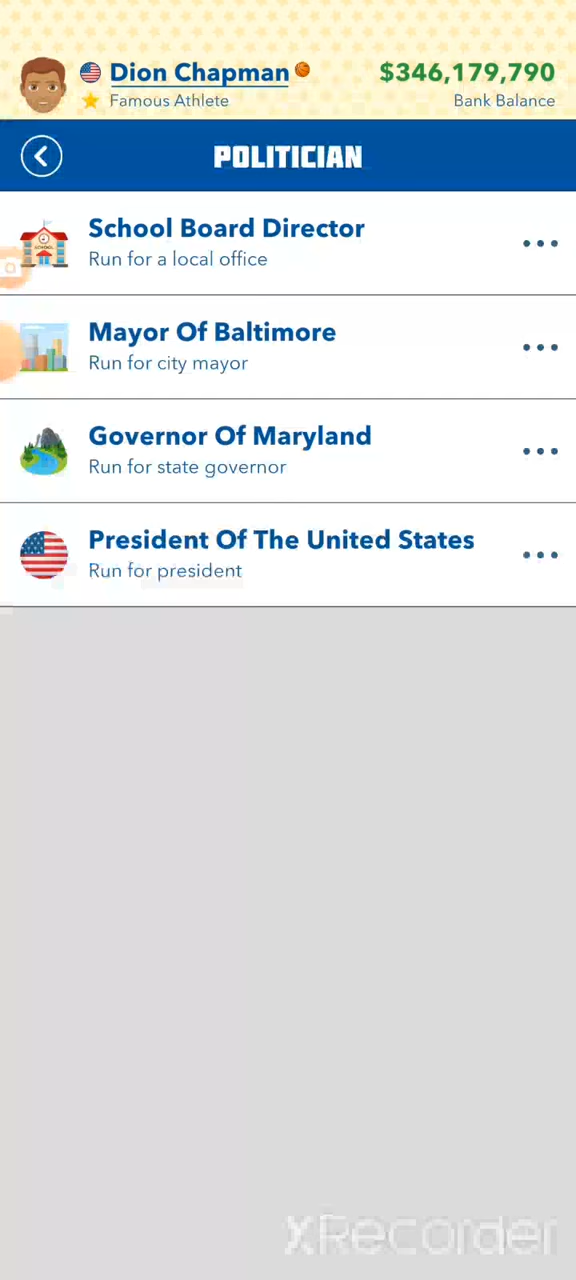 Dion Chapman
$346,179,790
Famous Athlete
Bank Balance
POLITICIAN
School Board Director
Run for a local office
Mayor Of Baltimore
Run for city mayor
Governor Of Maryland
Run for state governor
President Of The United States
Run for president
XRecorder